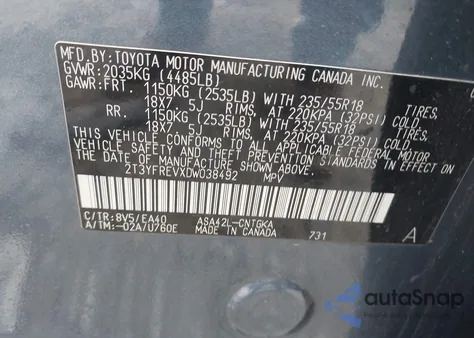 MFD.BY:TOYOTA MOTOR MANUFACTURING CANADA INC.
GVWR:2035KG (4485LB)
GAWR:FRT. 1150KG (2535LB) WITH 235/55R18 TIRES,
18X7. 5J RIMS, AT 220KPA (32PSI) COLD.
RR. 1150KG (2535LB) WITH 235/55R18 TIRES,
18X7. 5J RIMS, AT 220KPA (32PSI) COLD.
THIS VEHICLE CONFORMS TO ALL APPLICABLE FEDERAL MOTOR
VEHICLE SAFETY AND THEFT PREVENTION STANDARDS IN
EFFECT ON THE DATE OF MANUFACTURE SHOWN ABOVE.
2T3YFREVXDW038492 MPV
C/TR:8V5/EA40 ASA42L-CNTGKA
A/TM:-02A/U760E MADE IN CANADA 731 A
autoSnap